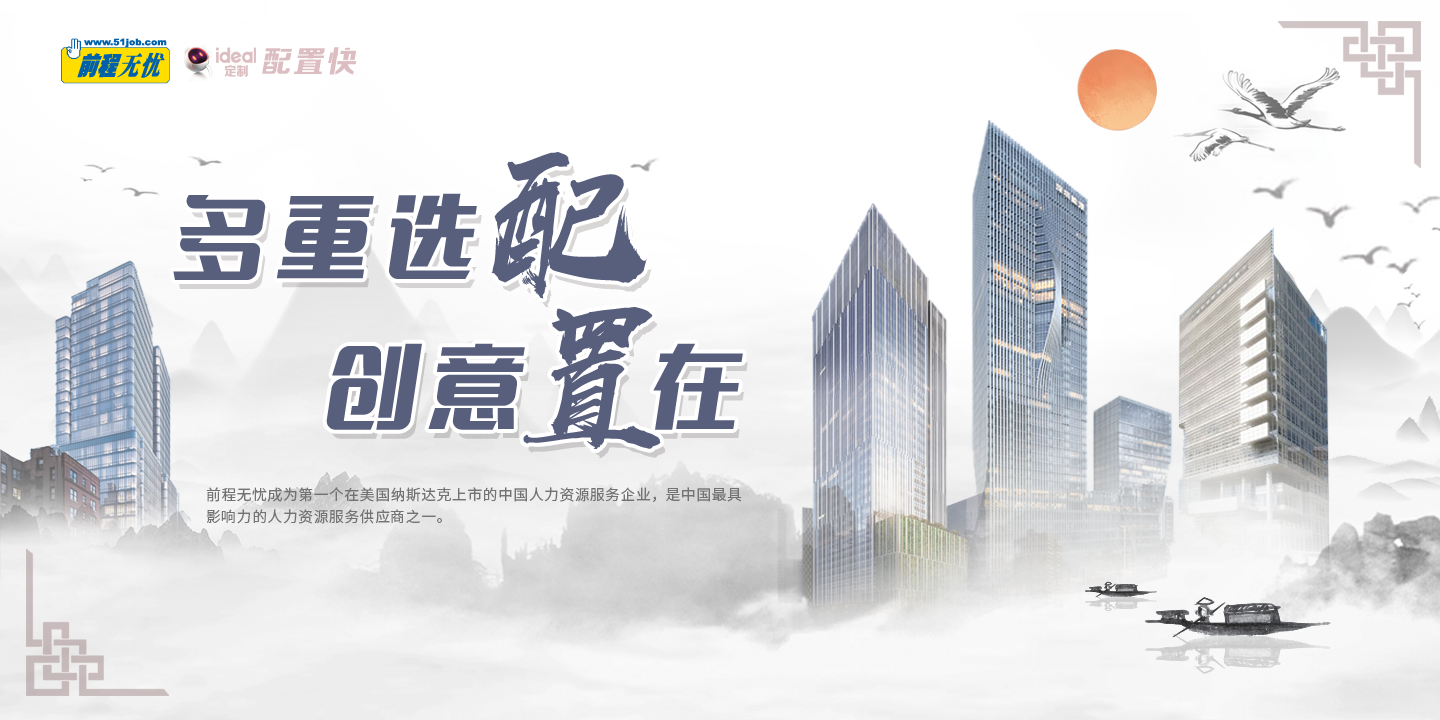 www.51job.com
前程无忧
ideal
定制
配置快
多重选配
创意置在
前程无忧成为第一个在美国纳斯达克上市的中国人力资源服务企业，是中国最具
影响力的人力资源服务供应商之一。